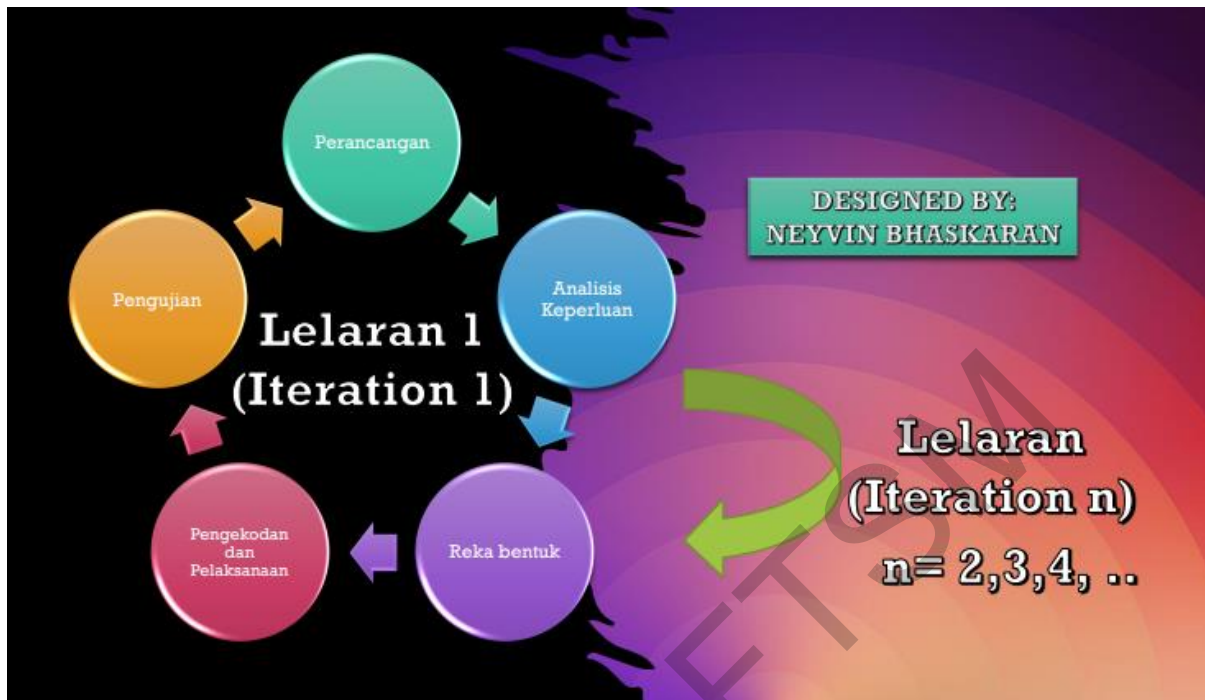 Perancangan
Analisis
Keperluan
Reka bentuk
Pengekodan
dan
Pelaksanaan
Pengujian
Lelaran 1
(Iteration 1)
DESIGNED BY:
NEYVIN BHASKARAN
Lelaran
(Iteration n)
n= 2,3,4, ..
FTSM